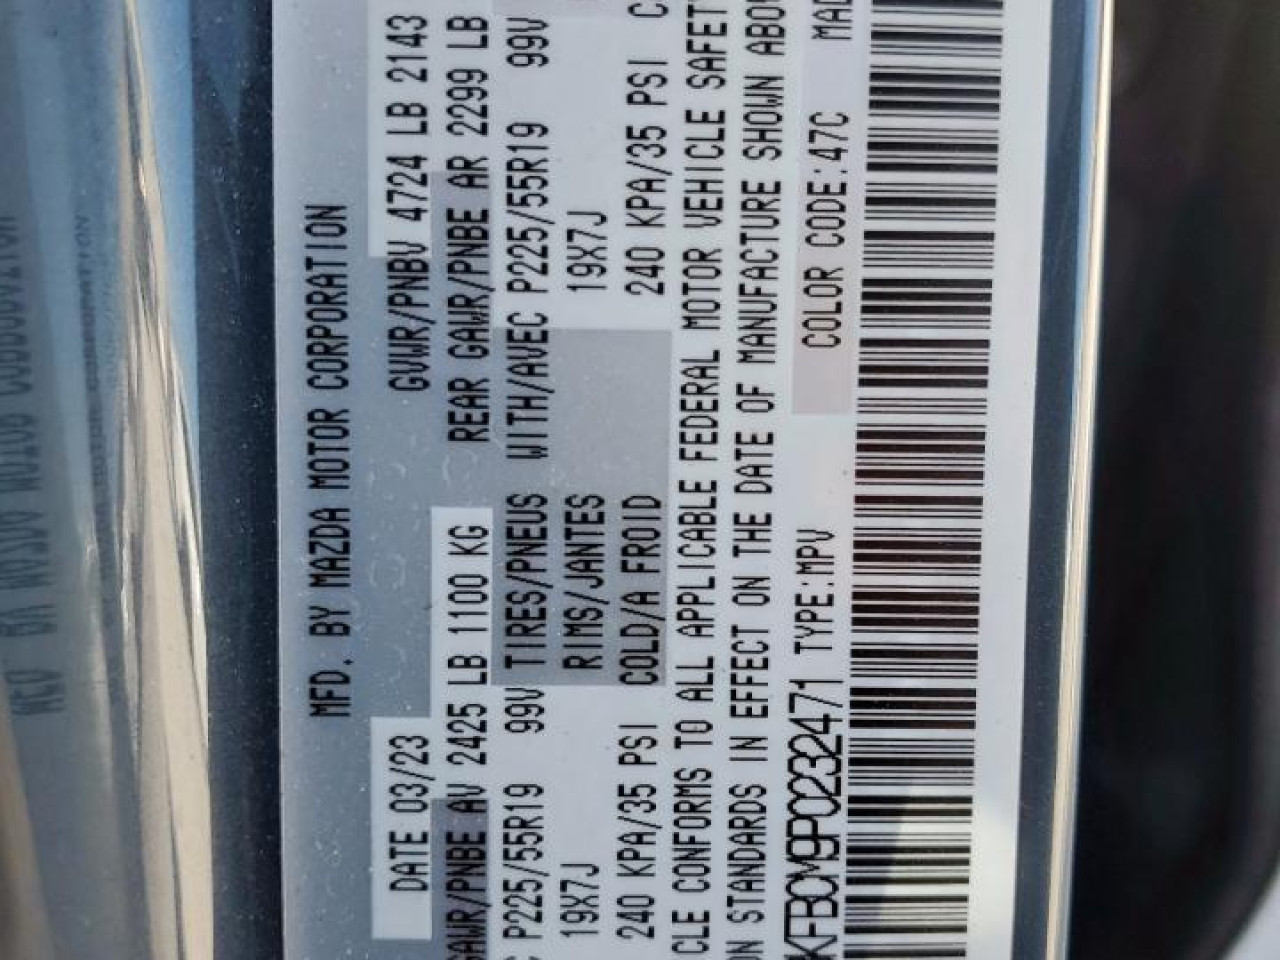 MFD. BY MAZDA MOTOR CORPORATION
DATE 03/23 GVWR/PNBV 4724 LB 2143
GAWR/PNBE AV 2425 LB 1100 KG REAR GAWR/PNBE AR 2299 LB
P225/55R19 99V TIRES/PNEUS WITH/AVEC P225/55R19 99V
19X7J RIMS/JANTES 19X7J
240 KPA/35 PSI COLD/A FROID 240 KPA/35 PSI C
CLE CONFORMS TO ALL APPLICABLE FEDERAL MOTOR VEHICLE SAFET
ON STANDARDS IN EFFECT ON THE DATE OF MANUFACTURE SHOWN ABO
KFBCM9P0232471 TYPE:MPV COLOR CODE:47C MAD